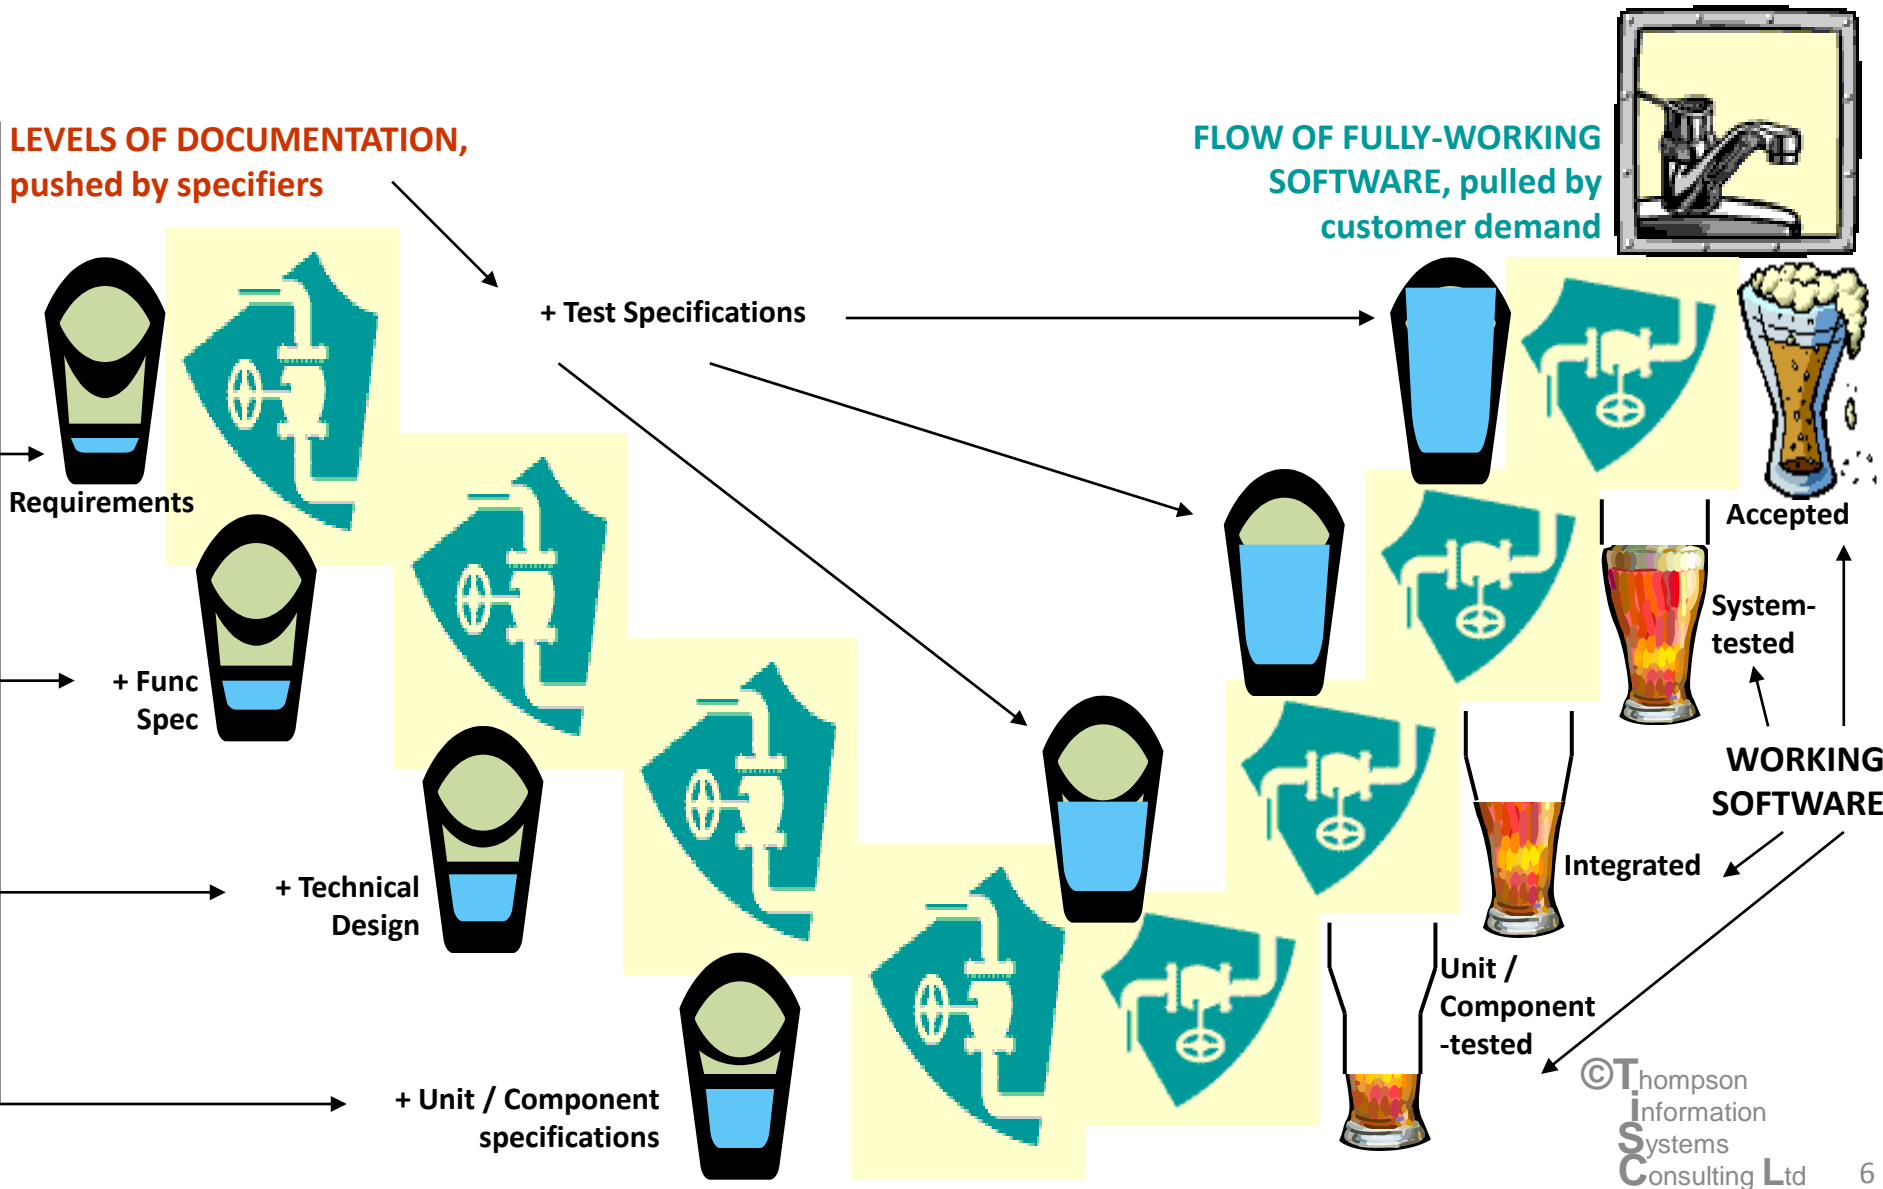 LEVELS OF DOCUMENTATION,
pushed by specifiers
FLOW OF FULLY-WORKING
SOFTWARE, pulled by
customer demand
+ Test Specifications
Requirements
+ Func
Spec
+ Technical
Design
+ Unit / Component
specifications
Accepted
System-
tested
WORKING
SOFTWARE
Integrated
Unit /
Component
-tested
©Thompson
information
Systems
Consulting Ltd
6